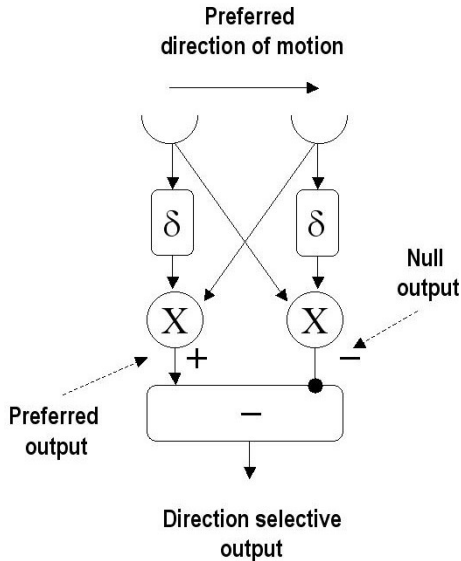 Preferred
direction of motion
δ δ
Null
output
X X
+ −
Preferred
output
−
Direction selective
output